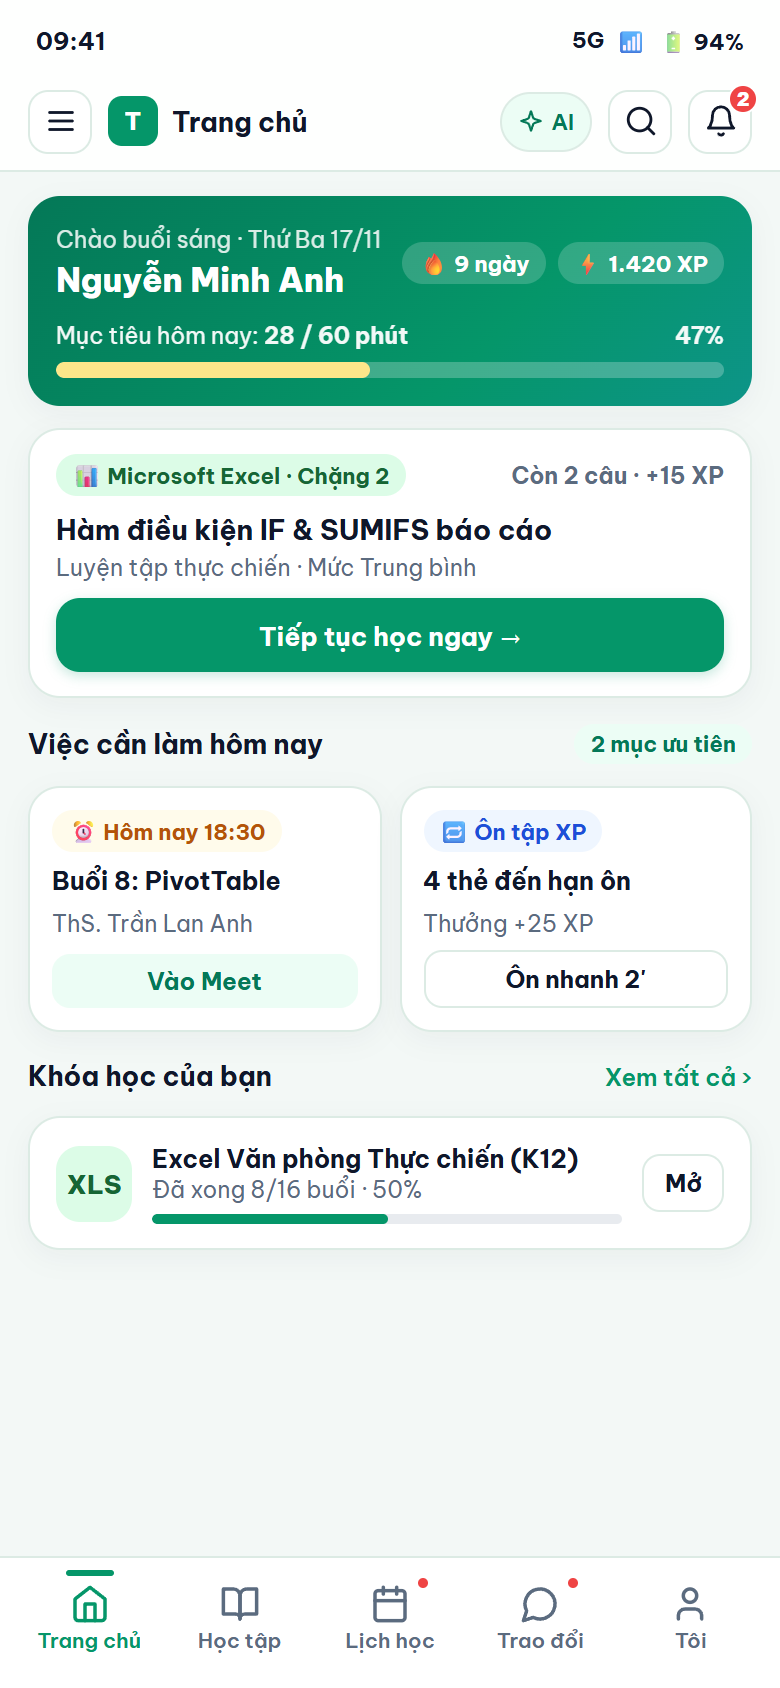 09:41
5G 94%
T Trang chủ
AI
2
Chào buổi sáng · Thứ Ba 17/11
Nguyễn Minh Anh
9 ngày
1.420 XP
Mục tiêu hôm nay: 28 / 60 phút
47%
Microsoft Excel · Chặng 2
Còn 2 câu · +15 XP
Hàm điều kiện IF & SUMIFS báo cáo
Luyện tập thực chiến · Mức Trung bình
Tiếp tục học ngay →
Việc cần làm hôm nay
2 mục ưu tiên
Hôm nay 18:30
Buổi 8: PivotTable
ThS. Trần Lan Anh
Vào Meet
Ôn tập XP
4 thẻ đến hạn ôn
Thưởng +25 XP
Ôn nhanh 2′
Khóa học của bạn
Xem tất cả ›
XLS
Excel Văn phòng Thực chiến (K12)
Đã xong 8/16 buổi · 50%
Mở
Trang chủ
Học tập
Lịch học
Trao đổi
Tôi